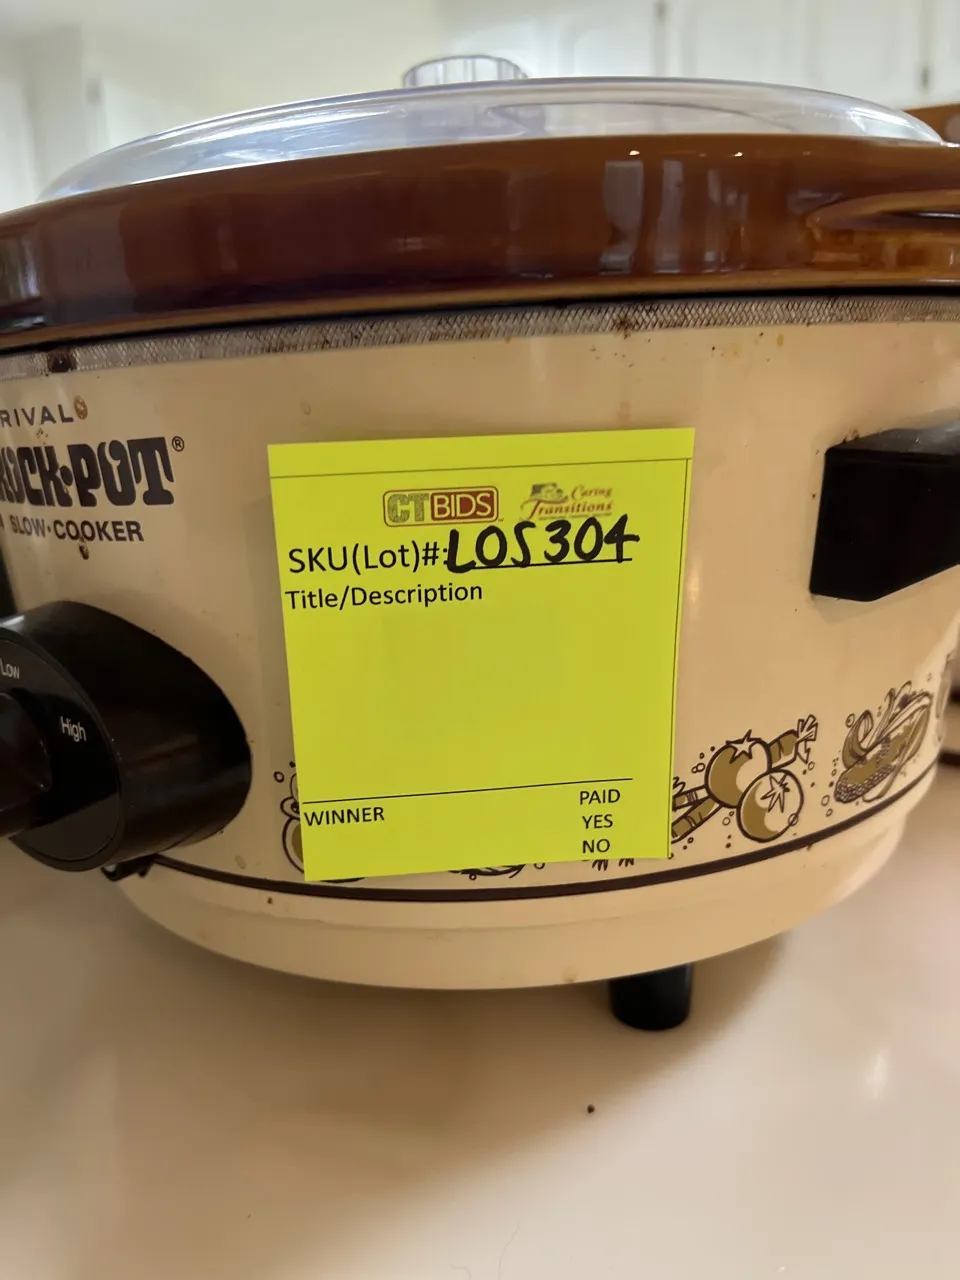 RIVAL
CROCK·POT®
SLOW·COOKER
Low
High
CTBIDS
Caring
Transitions
SKU(Lot)#: LOS304
Title/Description
WINNER
PAID
YES
NO